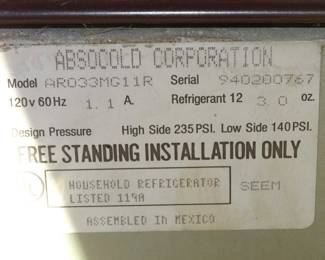 ABSOCOLD CORPORATION
Model ARD33MG11R Serial 940200767
120v 60Hz 1.1 A. Refrigerant 12 3.0 oz.
Design Pressure High Side 235 PSI. Low Side 140 PSI.
FREE STANDING INSTALLATION ONLY
HOUSEHOLD REFRIGERATOR SEEM
LISTED 119A
ASSEMBLED IN MEXICO